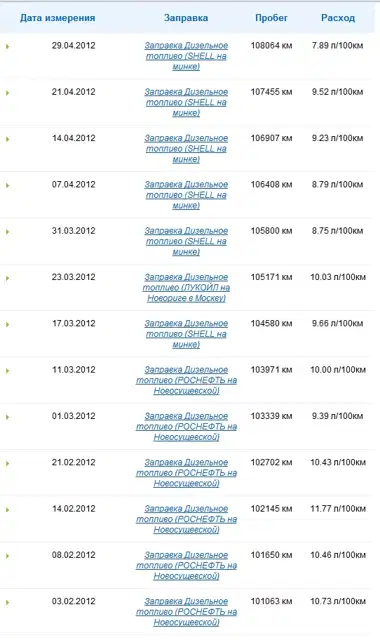 Дата измерения Заправка Пробег Расход
29.04.2012 Заправка Дизельное 108064 км 7.89 л/100км
топливо (SHELL на
минке)
21.04.2012 Заправка Дизельное 107455 км 9.52 л/100км
топливо (SHELL на
минке)
14.04.2012 Заправка Дизельное 106907 км 9.23 л/100км
топливо (SHELL на
минке)
07.04.2012 Заправка Дизельное 106408 км 8.79 л/100км
топливо (SHELL на
минке)
31.03.2012 Заправка Дизельное 105800 км 8.75 л/100км
топливо (SHELL на
минке)
23.03.2012 Заправка Дизельное 105171 км 10.03 л/100км
топливо (ЛУКОЙЛ на
Новориге в Москву)
17.03.2012 Заправка Дизельное 104580 км 9.66 л/100км
топливо (SHELL на
минке)
11.03.2012 Заправка Дизельное 103971 км 10.00 л/100км
топливо (РОСНЕФТЬ на
Новосущевской)
01.03.2012 Заправка Дизельное 103339 км 9.39 л/100км
топливо (РОСНЕФТЬ на
Новосущевской)
21.02.2012 Заправка Дизельное 102702 км 10.43 л/100км
топливо (РОСНЕФТЬ на
Новосущевской)
14.02.2012 Заправка Дизельное 102145 км 11.77 л/100км
топливо (РОСНЕФТЬ на
Новосущевской)
08.02.2012 Заправка Дизельное 101650 км 10.46 л/100км
топливо (РОСНЕФТЬ на
Новосущевской)
03.02.2012 Заправка Дизельное 101063 км 10.73 л/100км
топливо (РОСНЕФТЬ на
Новосущевской)